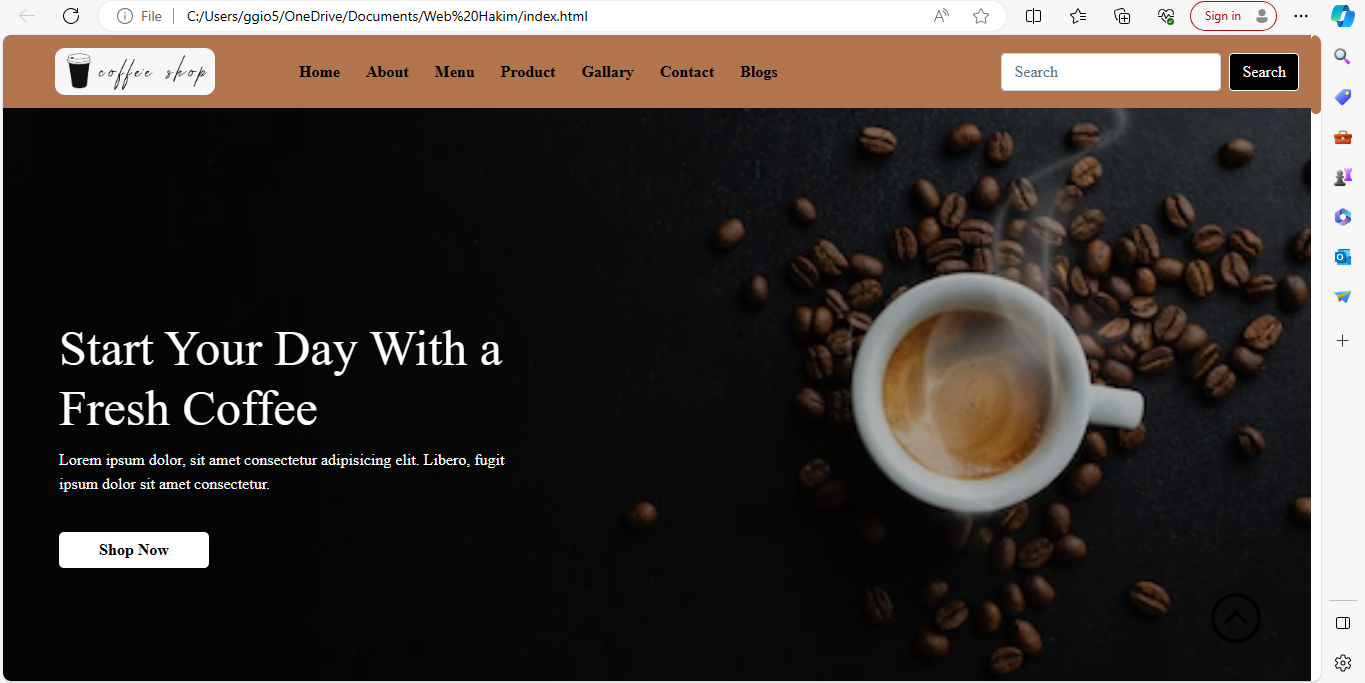 File
C:/Users/ggio5/OneDrive/Documents/Web%20Hakim/index.html
Sign in
coffee shop
Home About Menu Product Gallary Contact Blogs
Search
Search
Start Your Day With a
Fresh Coffee
Lorem ipsum dolor, sit amet consectetur adipisicing elit. Libero, fugit
ipsum dolor sit amet consectetur.
Shop Now